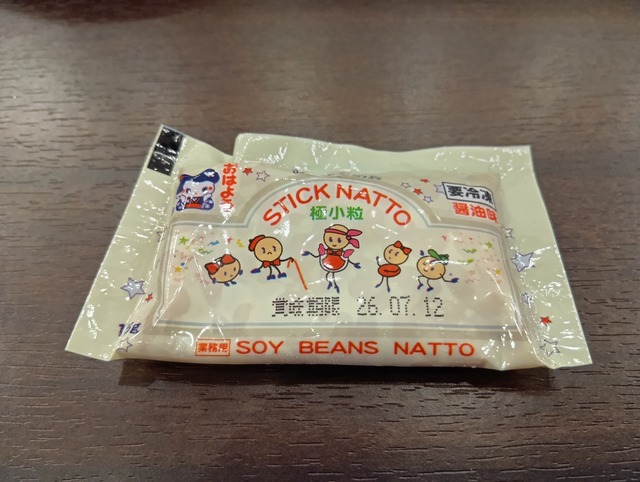 おはよう
STICK NATTO
極小粒
要冷凍
醤油味
賞味期限 26.07.12
業務用 SOY BEANS NATTO